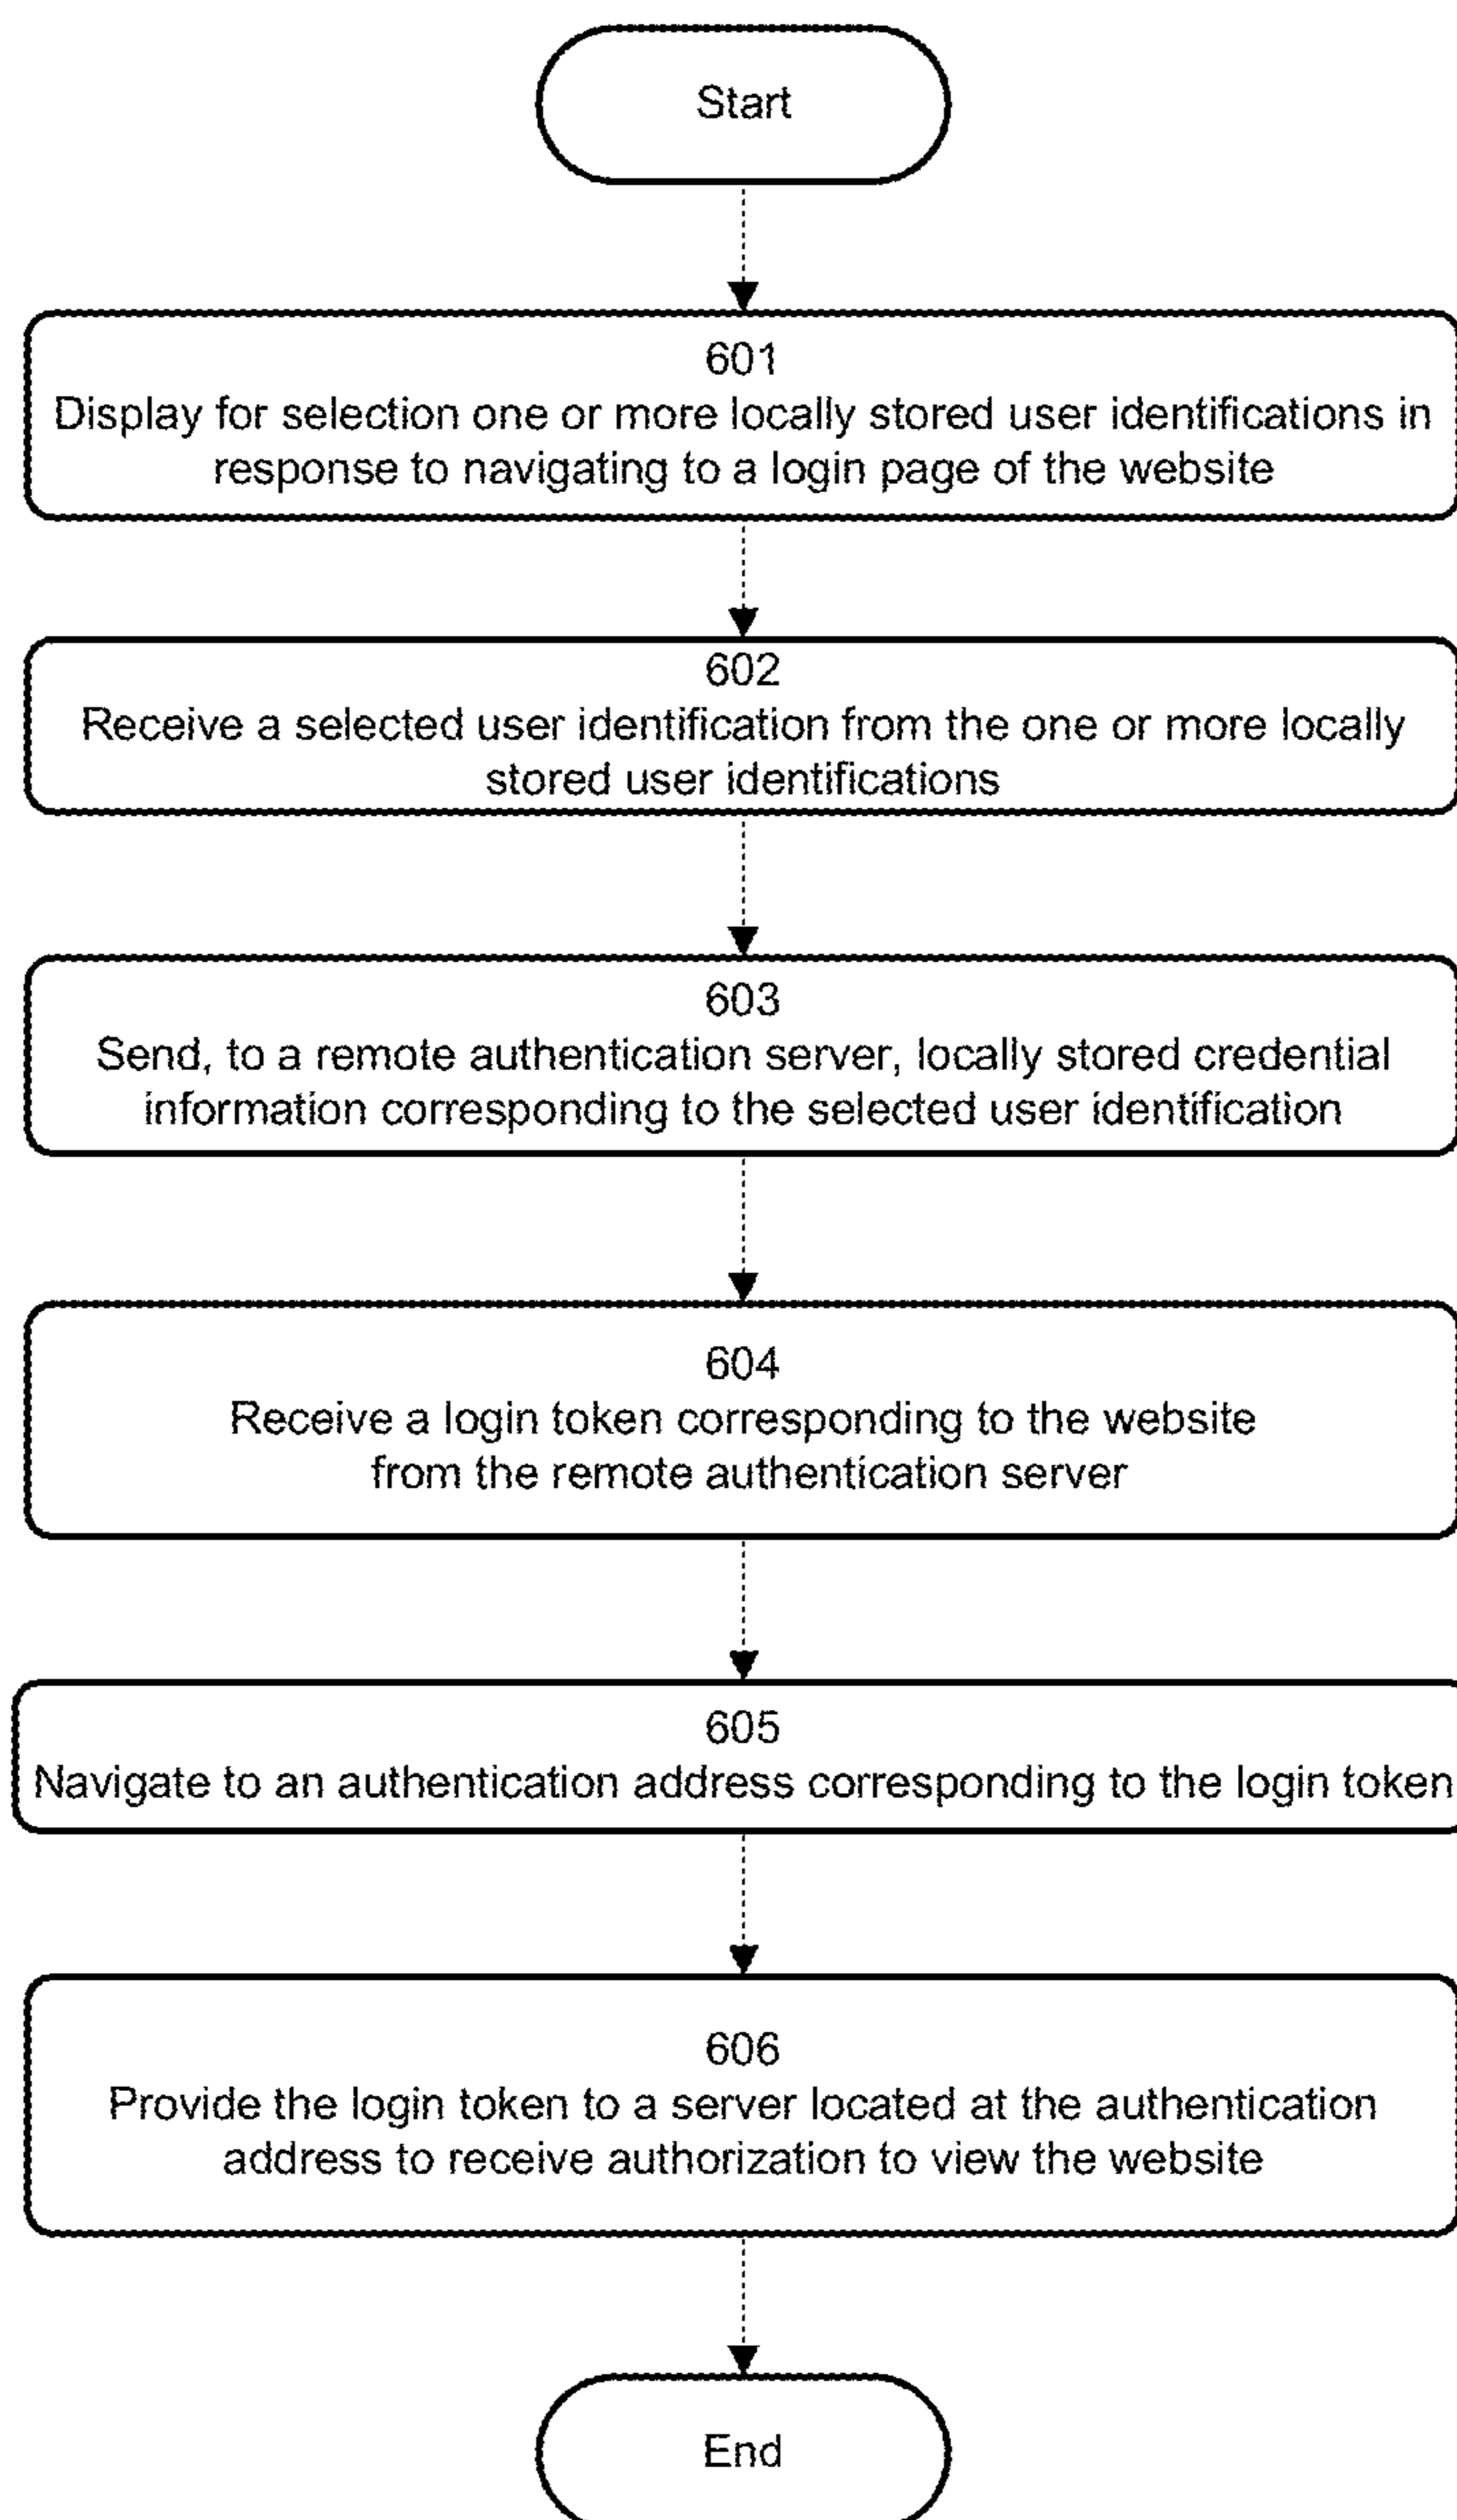 Start
601
Display for selection one or more locally stored user identifications in
response to navigating to a login page of the website
602
Receive a selected user identification from the one or more locally
stored user identifications
603
Send, to a remote authentication server, locally stored credential
information corresponding to the selected user identification
604
Receive a login token corresponding to the website
from the remote authentication server
605
Navigate to an authentication address corresponding to the login token
606
Provide the login token to a server located at the authentication
address to receive authorization to view the website
End